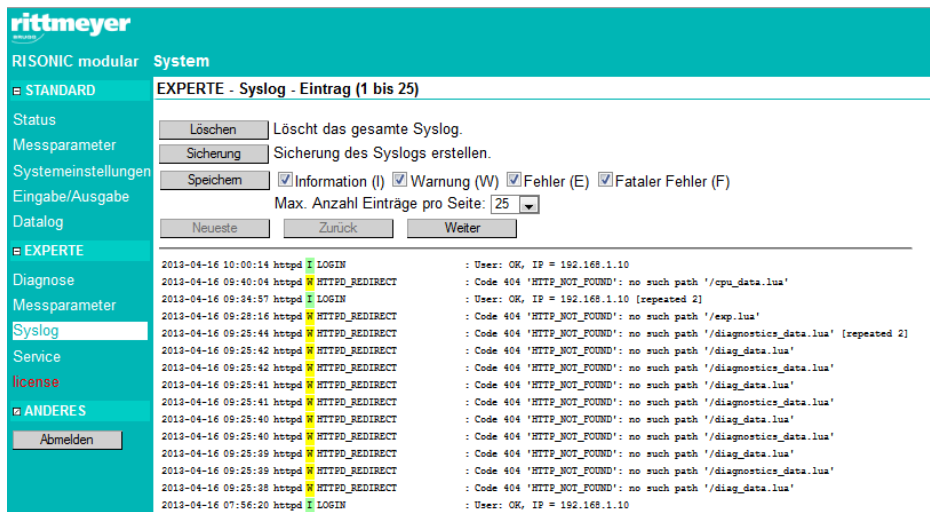 rittmeyer
BRUGG
RISONIC modular System
STANDARD
Status
Messparameter
Systemeinstellungen
Eingabe/Ausgabe
Datalog
EXPERTE
Diagnose
Messparameter
Syslog
Service
license
ANDERES
Abmelden
EXPERTE - Syslog - Eintrag (1 bis 25)
Löschen Löscht das gesamte Syslog.
Sicherung Sicherung des Syslogs erstellen.
Speichern Information (I) Warnung (W) Fehler (E) Fataler Fehler (F)
Max. Anzahl Einträge pro Seite: 25
Neueste Zurück Weiter
2013-04-16 10:00:14 httpd I LOGIN : User: OK, IP = 192.168.1.10
2013-04-16 09:40:04 httpd W HTTPD_REDIRECT : Code 404 'HTTP_NOT_FOUND': no such path '/cpu_data.lua'
2013-04-16 09:34:57 httpd I LOGIN : User: OK, IP = 192.168.1.10 [repeated 2]
2013-04-16 09:28:16 httpd W HTTPD_REDIRECT : Code 404 'HTTP_NOT_FOUND': no such path '/exp.lua'
2013-04-16 09:25:44 httpd W HTTPD_REDIRECT : Code 404 'HTTP_NOT_FOUND': no such path '/diagnostics_data.lua' [repeated 2]
2013-04-16 09:25:42 httpd W HTTPD_REDIRECT : Code 404 'HTTP_NOT_FOUND': no such path '/diag_data.lua'
2013-04-16 09:25:42 httpd W HTTPD_REDIRECT : Code 404 'HTTP_NOT_FOUND': no such path '/diagnostics_data.lua'
2013-04-16 09:25:41 httpd W HTTPD_REDIRECT : Code 404 'HTTP_NOT_FOUND': no such path '/diag_data.lua'
2013-04-16 09:25:41 httpd W HTTPD_REDIRECT : Code 404 'HTTP_NOT_FOUND': no such path '/diagnostics_data.lua'
2013-04-16 09:25:40 httpd W HTTPD_REDIRECT : Code 404 'HTTP_NOT_FOUND': no such path '/diag_data.lua'
2013-04-16 09:25:40 httpd W HTTPD_REDIRECT : Code 404 'HTTP_NOT_FOUND': no such path '/diagnostics_data.lua'
2013-04-16 09:25:39 httpd W HTTPD_REDIRECT : Code 404 'HTTP_NOT_FOUND': no such path '/diag_data.lua'
2013-04-16 09:25:39 httpd W HTTPD_REDIRECT : Code 404 'HTTP_NOT_FOUND': no such path '/diagnostics_data.lua'
2013-04-16 09:25:38 httpd W HTTPD_REDIRECT : Code 404 'HTTP_NOT_FOUND': no such path '/diag_data.lua'
2013-04-16 07:56:20 httpd I LOGIN : User: OK, IP = 192.168.1.10